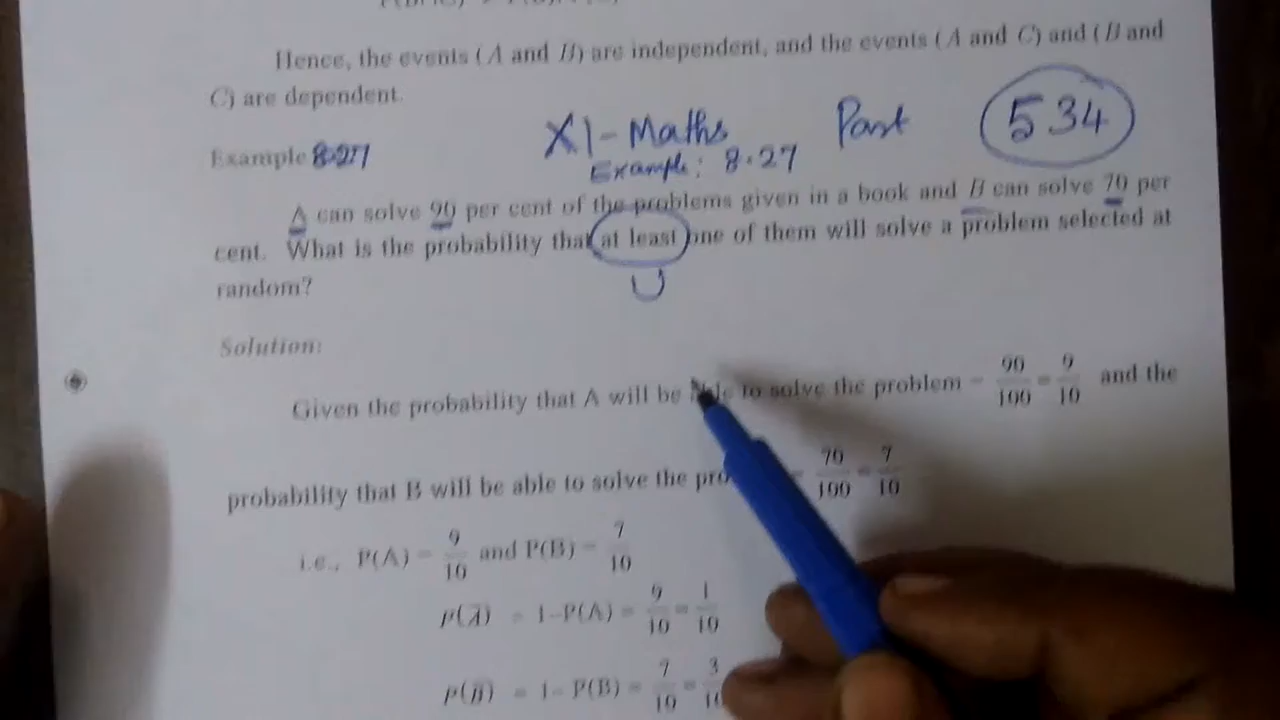 Hence, the events (A and B) are independent, and the events (A and C) and (B and
C) are dependent.
XI-Maths Part 534
Example 8.27
Example: 8.27
A can solve 90 per cent of the problems given in a book and B can solve 70 per
cent. What is the probability that at least one of them will solve a problem selected at
random?
U
Solution:
Given the probability that A will be able to solve the problem = 90/100 = 9/10 and the
probability that B will be able to solve the = 70/100 = 7/10
i.e., P(A) = 9/10 and P(B) = 7/10
P(A̅) = 1-P(A) = 9/10 = 1/10
P(B̅) = 1- P(B) = 7/10 = 3/10